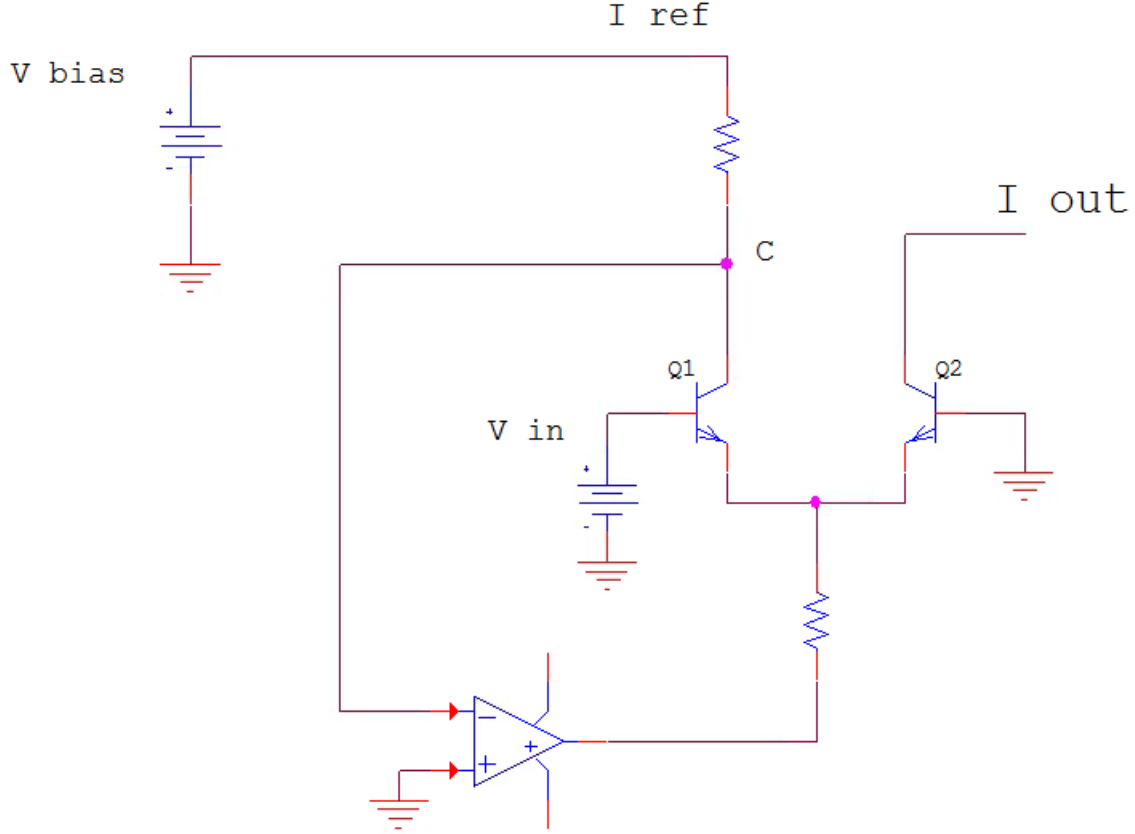 I ref
V bias
+
-
I out
C
Q1
Q2
V in
+
-
-
+
+